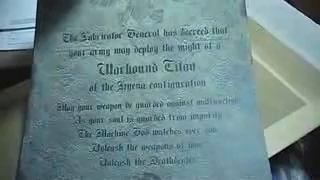 The Fabricator General has decreed that
your army may deploy the might of a
Warhound Titan
of the Hyena configuration
May your weapon be guarded against malfunction
As your soul is guarded from impurity
The Machine God watches over you
Unleash the weapons of war
Unleash the Deathdealer